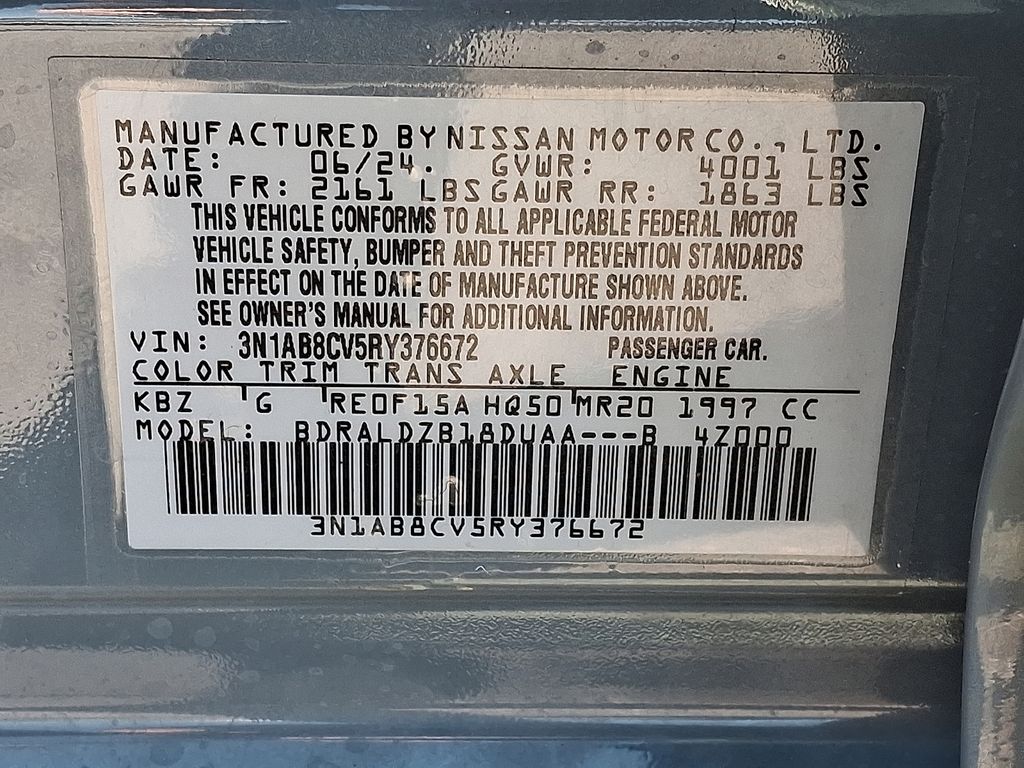 MANUFACTURED BY NISSAN MOTOR CO., LTD.
DATE: 06/24. GVWR: 4001 LBS
GAWR FR: 2161 LBS GAWR RR: 1863 LBS
THIS VEHICLE CONFORMS TO ALL APPLICABLE FEDERAL MOTOR
VEHICLE SAFETY, BUMPER AND THEFT PREVENTION STANDARDS
IN EFFECT ON THE DATE OF MANUFACTURE SHOWN ABOVE.
SEE OWNER'S MANUAL FOR ADDITIONAL INFORMATION.
VIN: 3N1AB8CV5RY376672 PASSENGER CAR.
COLOR TRIM TRANS AXLE ENGINE
KBZ G RE0F15A HQ50 MR20 1997 CC
MODEL: BDRALDZB18DUAA---B 4Z000
3N1AB8CV5RY376672